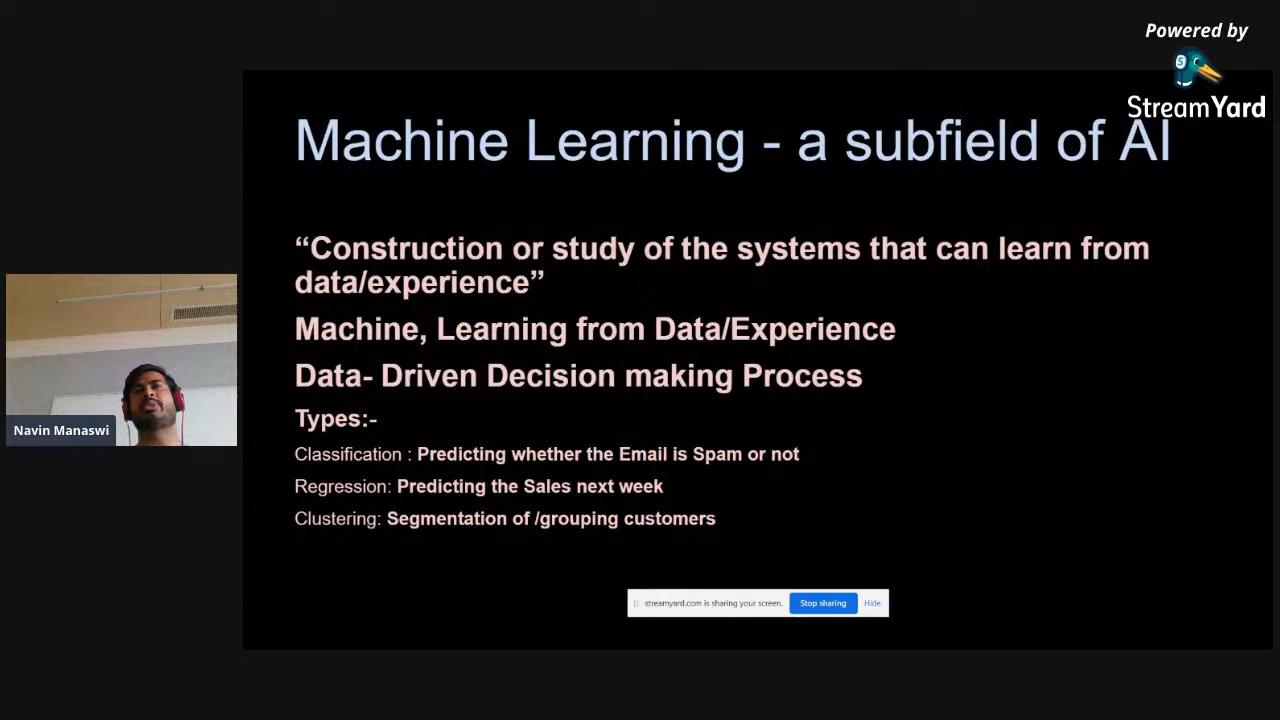 Powered by
StreamYard
Machine Learning - a subfield of AI
“Construction or study of the systems that can learn from
data/experience”
Machine, Learning from Data/Experience
Data- Driven Decision making Process
Types:-
Classification : Predicting whether the Email is Spam or not
Regression: Predicting the Sales next week
Clustering: Segmentation of /grouping customers
Navin Manaswi
streamyard.com is sharing your screen. Stop sharing Hide